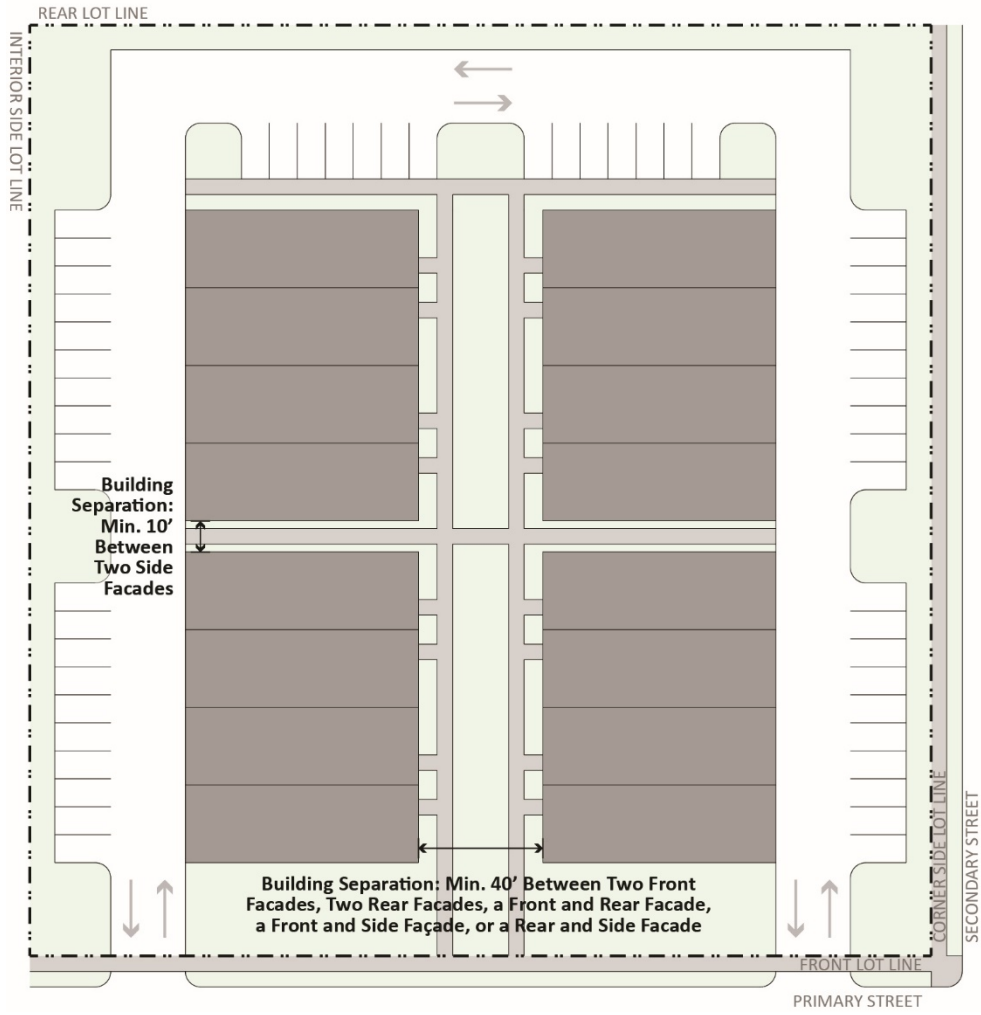 REAR LOT LINE
INTERIOR SIDE LOT LINE
Building
Separation:
Min. 10'
Between
Two Side
Facades
Building Separation: Min. 40' Between Two Front
Facades, Two Rear Facades, a Front and Rear Facade,
a Front and Side Façade, or a Rear and Side Facade
CORNER SIDE LOT LINE
SECONDARY STREET
FRONT LOT LINE
PRIMARY STREET